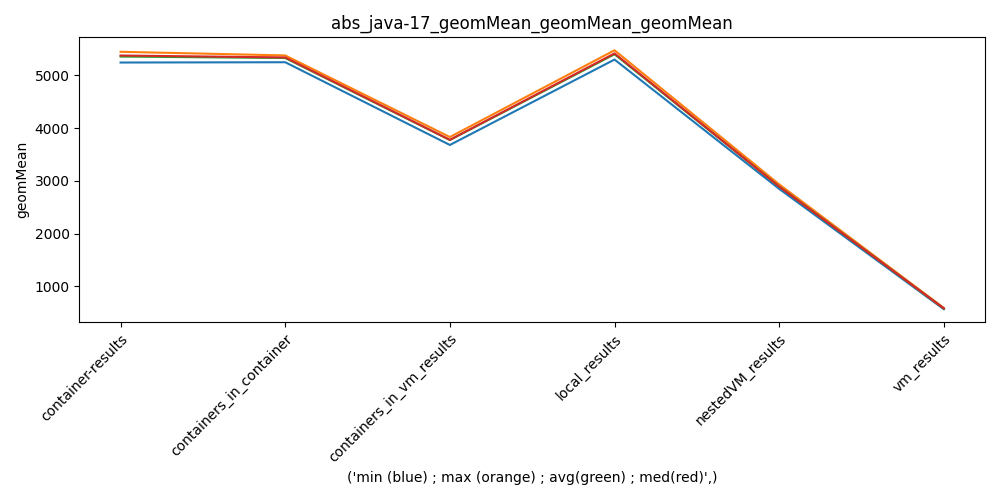 abs_java-17_geomMean_geomMean_geomMean
geomMean
5000
4000
3000
2000
1000
container-results
containers_in_container
containers_in_vm_results
local_results
nestedVM_results
vm_results
('min (blue) ; max (orange) ; avg(green) ; med(red)',)